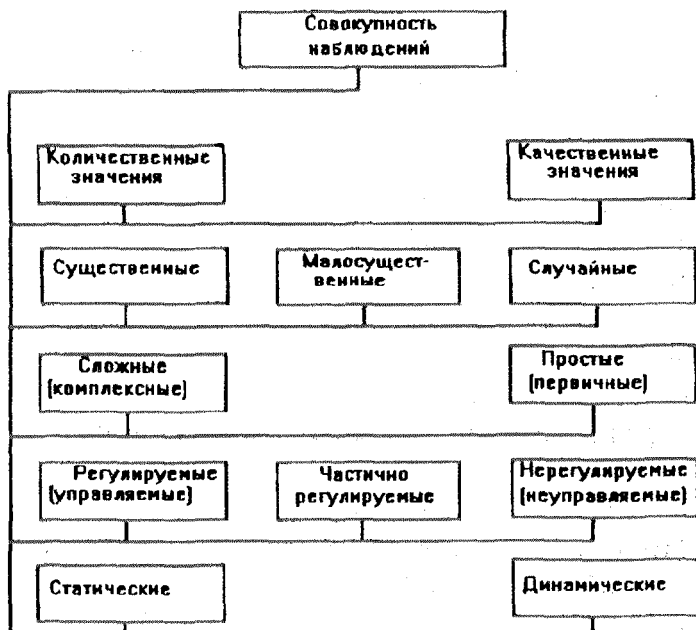 Совокупность
наблюдений
Количественные
значения
Качественные
значения
Существенные
Малосущест-
венные
Случайные
Сложные
(комплексные)
Простые
(первичные)
Регулируемые
(управляемые)
Частично
регулируемые
Нерегулируемые
(неуправляемые)
Статические
Динамические